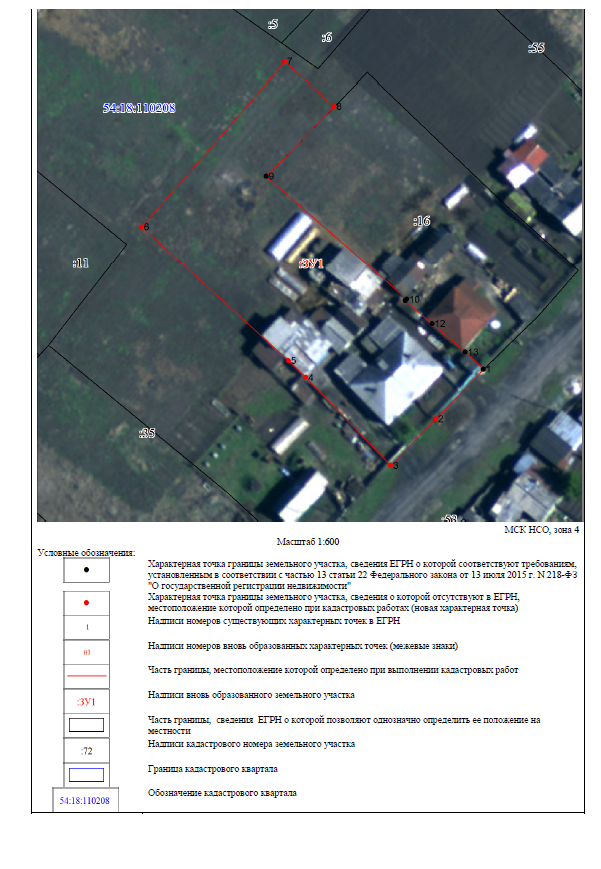 :5
:6
:55
54:18:110208
7
8
9
:16
6
:11
:ЗУ1
10
12
13
5
1
4
2
:35
3
:53
МСК НСО, зона 4
Масштаб 1:600
Условные обозначения:
Характерная точка границы земельного участка, сведения ЕГРН о которой соответствуют требованиям,
установленным в соответствии с частью 13 статьи 22 Федерального закона от 13 июля 2015 г. N 218-ФЗ
"О государственной регистрации недвижимости"
Характерная точка границы земельного участка, сведения о которой отсутствуют в ЕГРН,
местоположение которой определено при кадастровых работах (новая характерная точка)
1
Надписи номеров существующих характерных точек в ЕГРН
н1
Надписи номеров вновь образованных характерных точек (межевые знаки)
Часть границы, местоположение которой определено при выполнении кадастровых работ
:ЗУ1
Надписи вновь образованного земельного участка
Часть границы, сведения ЕГРН о которой позволяют однозначно определить ее положение на
местности
:72
Надписи кадастрового номера земельного участка
Граница кадастрового квартала
54:18:110208
Обозначение кадастрового квартала